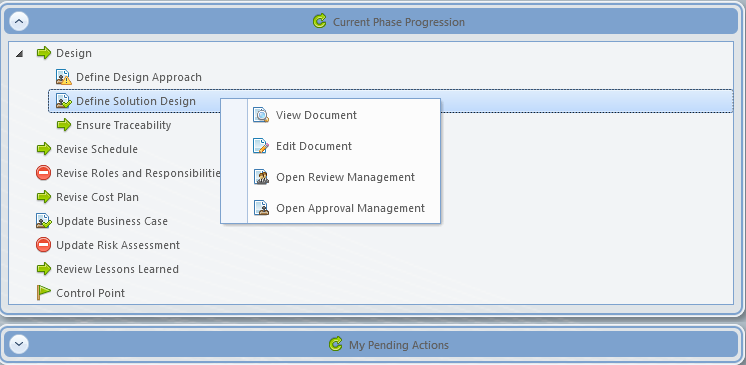 Current Phase Progression
Design
Define Design Approach
Define Solution Design
View Document
Ensure Traceability
Edit Document
Revise Schedule
Revise Roles and Responsibilitie
Open Review Management
Revise Cost Plan
Open Approval Management
Update Business Case
Update Risk Assessment
Review Lessons Learned
Control Point
My Pending Actions